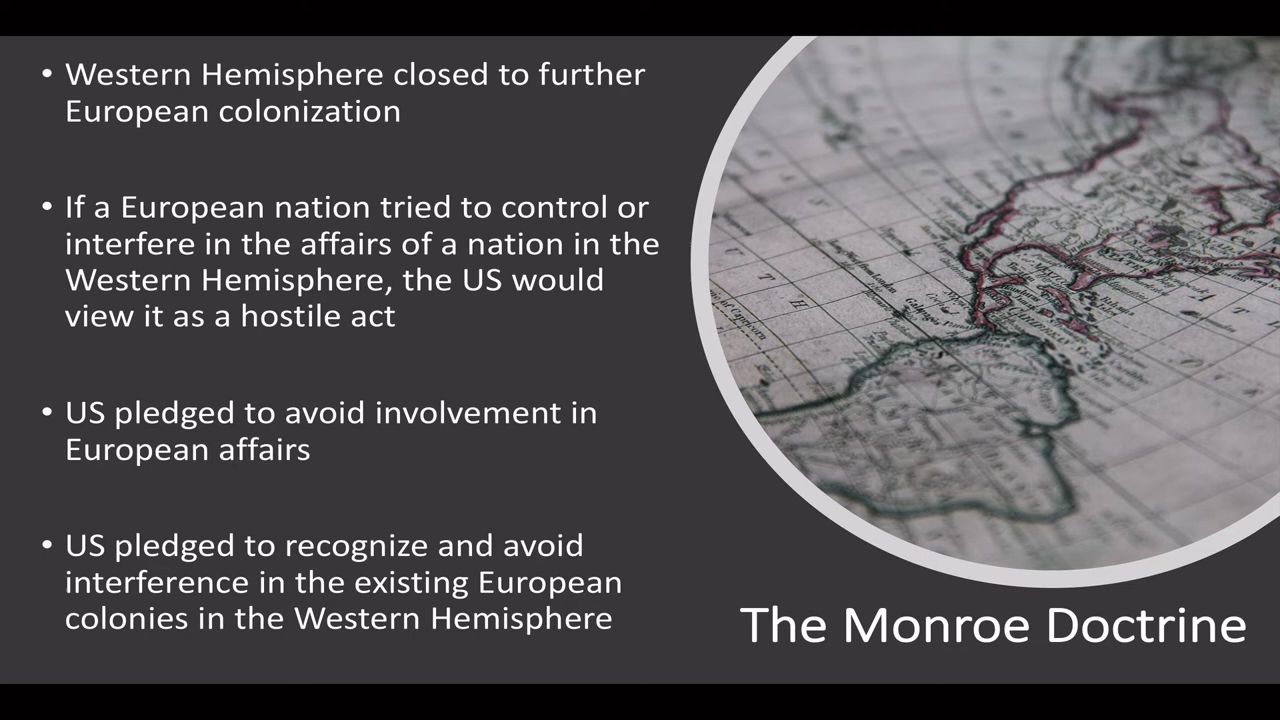 • Western Hemisphere closed to further
European colonization
• If a European nation tried to control or
interfere in the affairs of a nation in the
Western Hemisphere, the US would
view it as a hostile act
• US pledged to avoid involvement in
European affairs
• US pledged to recognize and avoid
interference in the existing European
colonies in the Western Hemisphere
The Monroe Doctrine